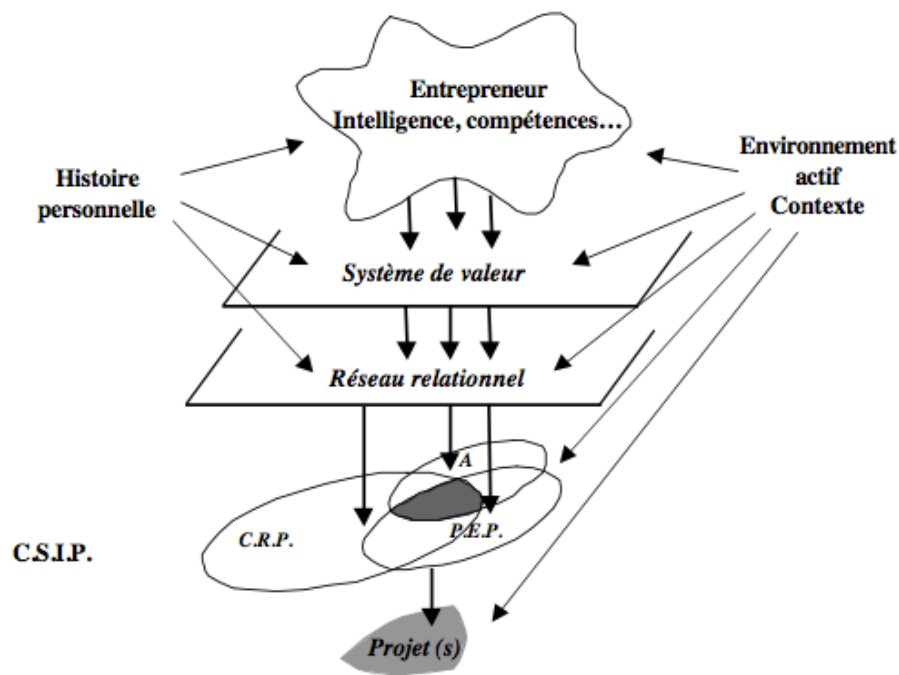 Entrepreneur
Intelligence, compétences…
Histoire
personnelle
Environnement
actif
Contexte
Système de valeur
Réseau relationnel
A
C.R.P.
P.E.P.
C.S.I.P.
Projet (s)